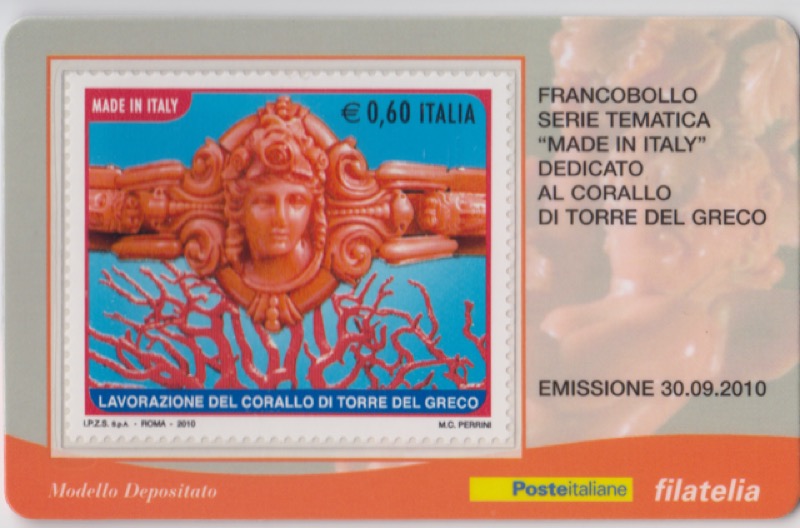 MADE IN ITALY
€ 0,60 ITALIA
LAVORAZIONE DEL CORALLO DI TORRE DEL GRECO
I.P.Z.S. S.p.A. - ROMA - 2010
M.C. PERRINI
FRANCOBOLLO
SERIE TEMATICA
"MADE IN ITALY"
DEDICATO
AL CORALLO
DI TORRE DEL GRECO
EMISSIONE 30.09.2010
Modello Depositato
Posteitaliane
filatelia